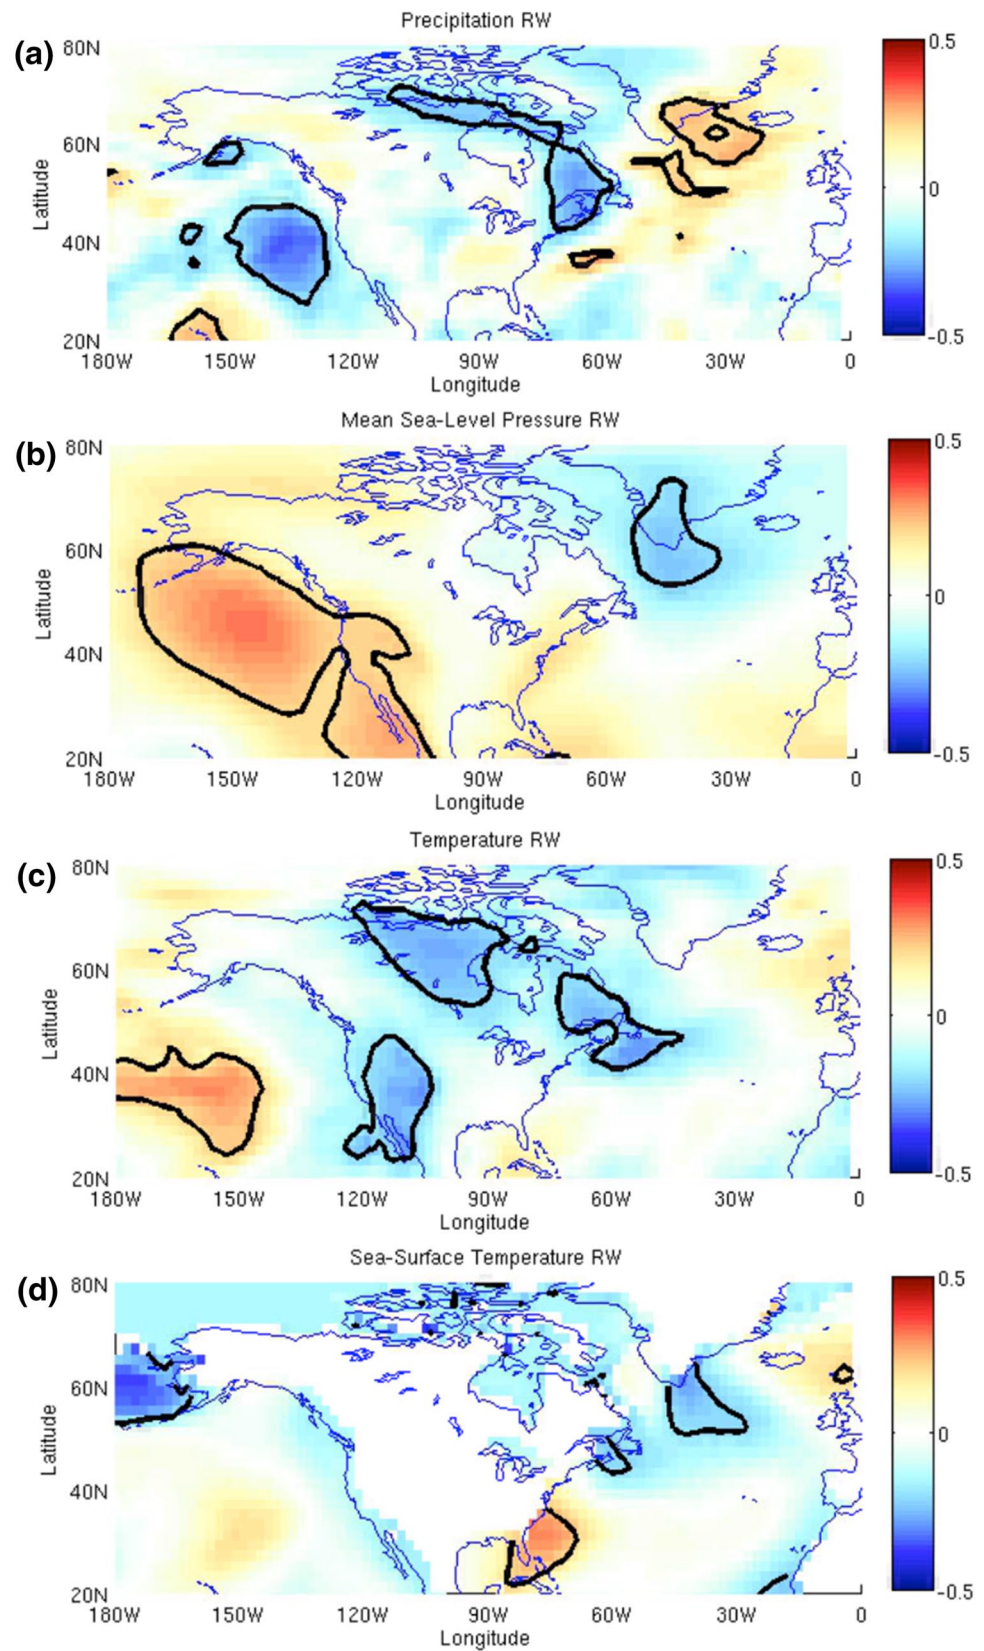 Precipitation RW
(a)
80N
60N
40N
20N
Latitude
180W 150W 120W 90W 60W 30W 0
Longitude
0.5
0
-0.5
Mean Sea-Level Pressure RW
(b)
80N
60N
40N
20N
Latitude
180W 150W 120W 90W 60W 30W 0
Longitude
0.5
0
-0.5
Temperature RW
(c)
80N
60N
40N
20N
Latitude
180W 150W 120W 90W 60W 30W 0
Longitude
0.5
0
-0.5
Sea-Surface Temperature RW
(d)
80N
60N
40N
20N
Latitude
180W 150W 120W 90W 60W 30W 0
Longitude
0.5
0
-0.5